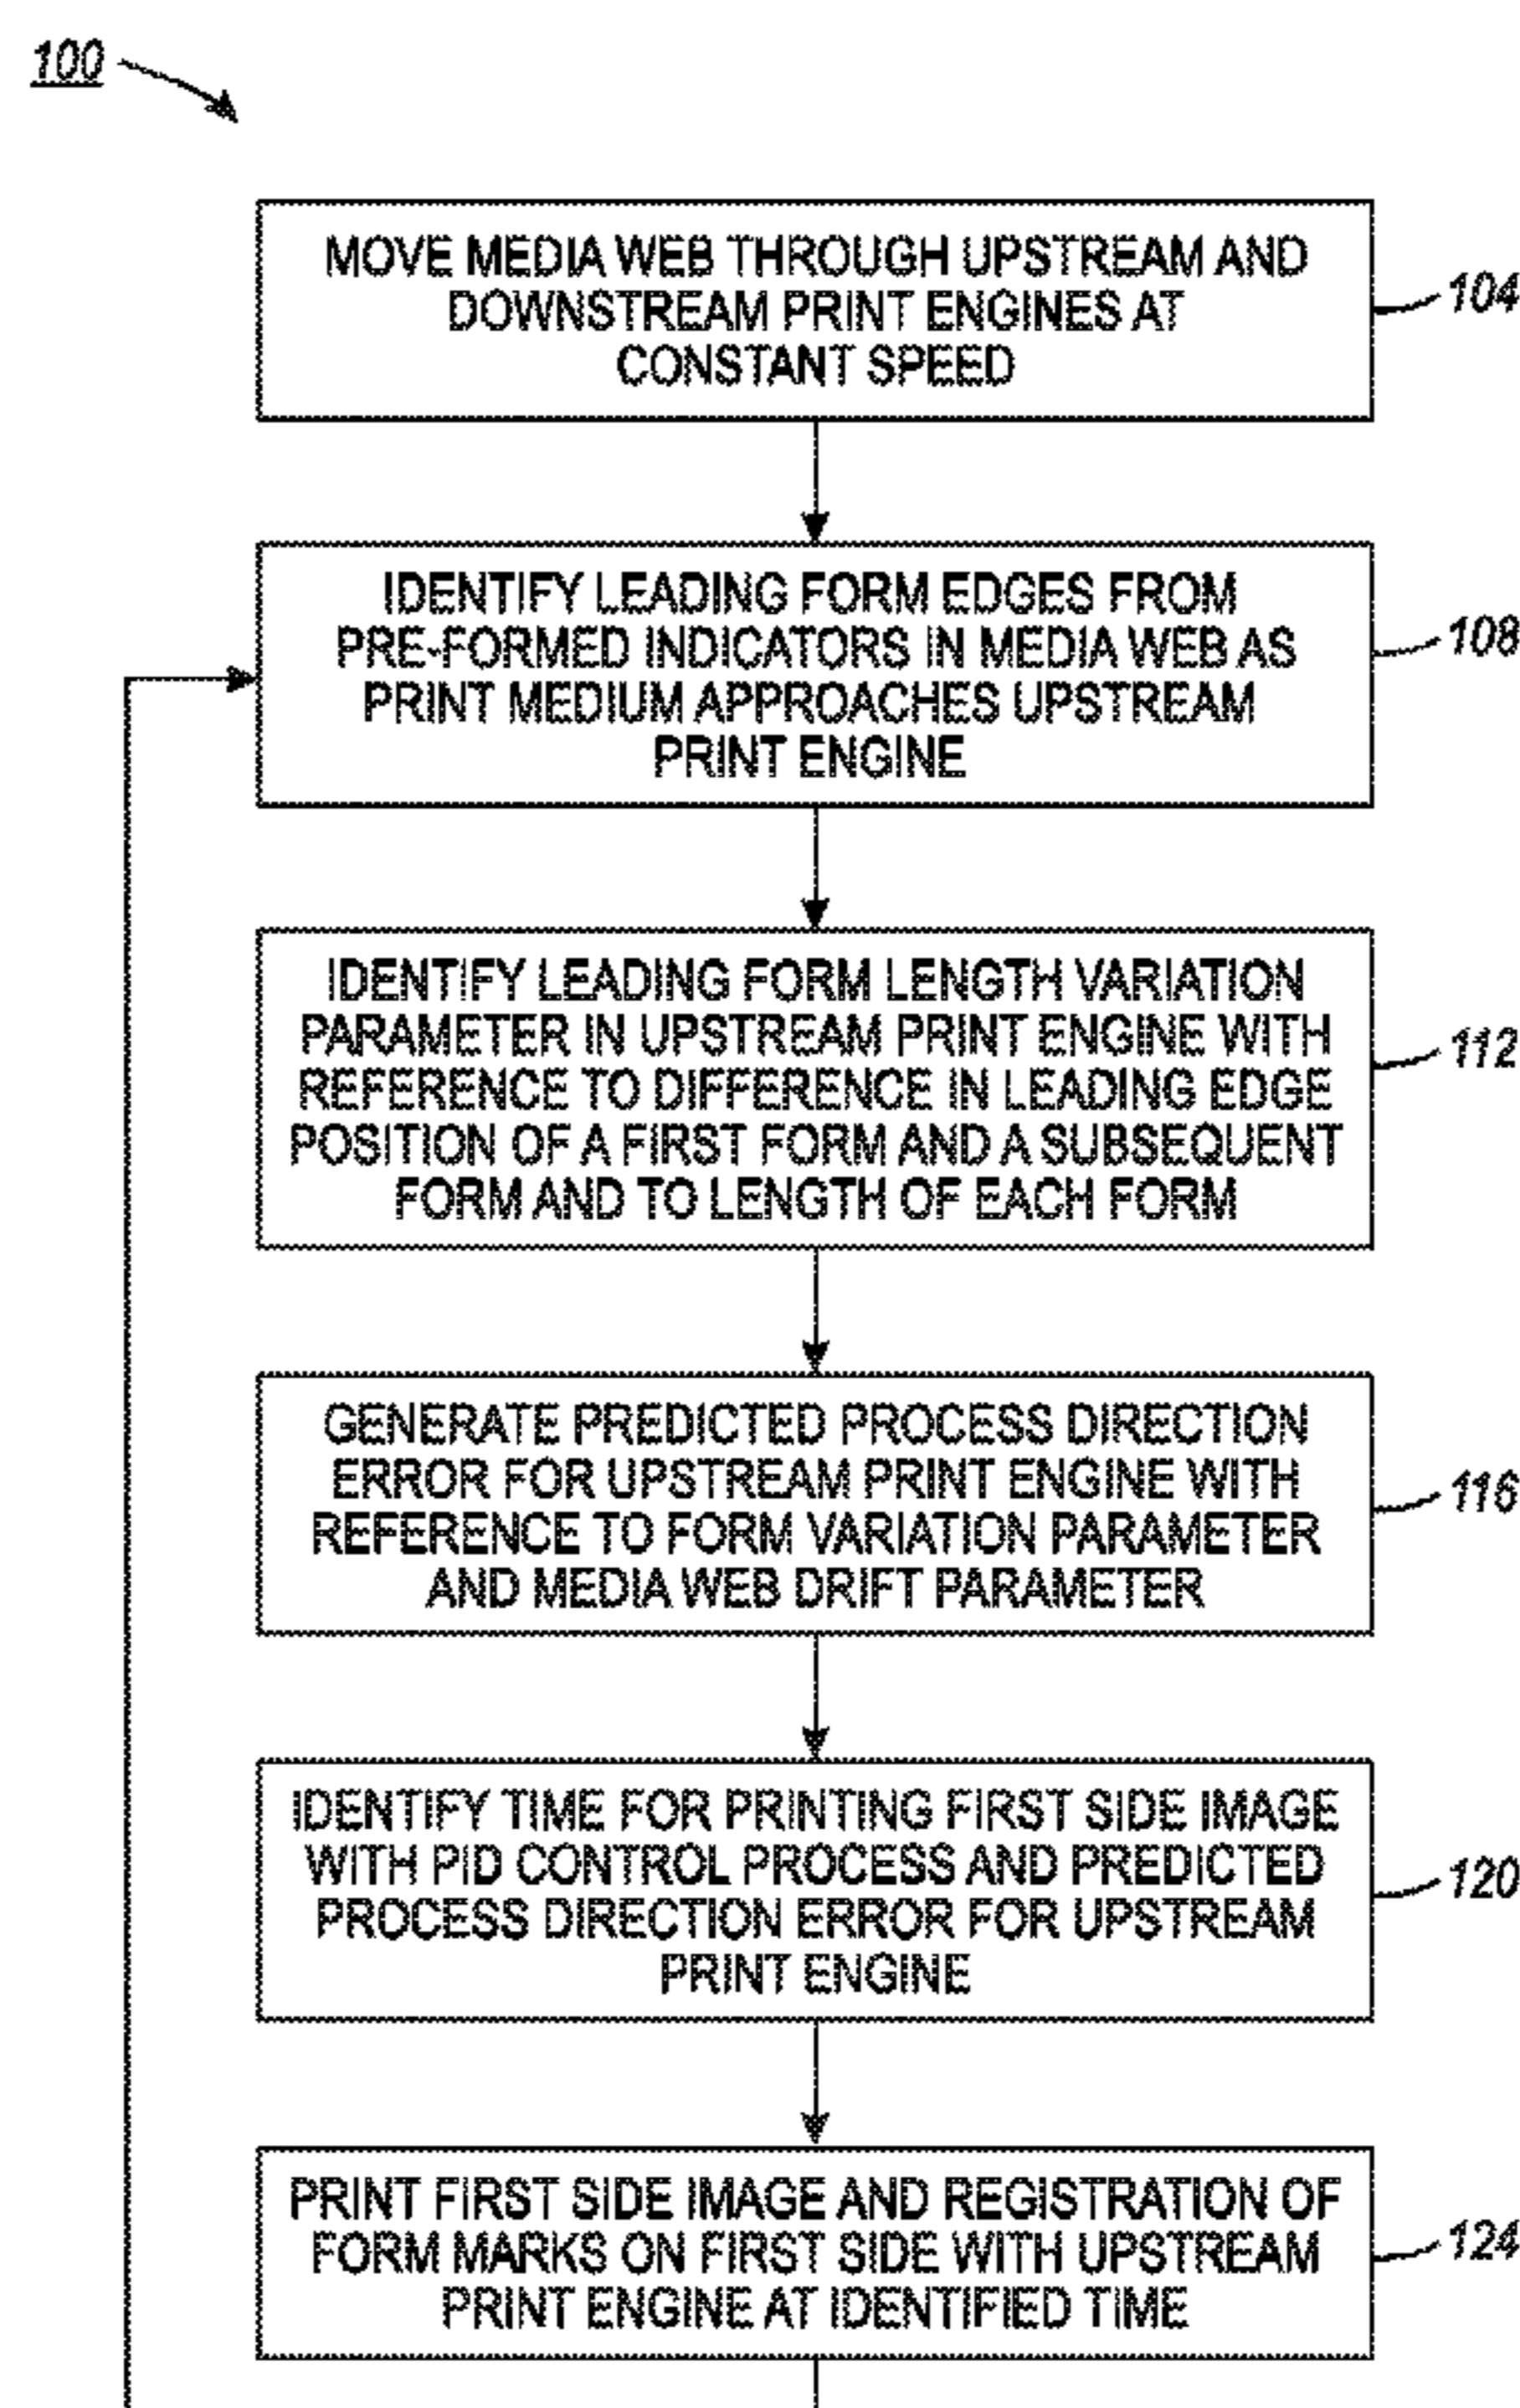 100
MOVE MEDIA WEB THROUGH UPSTREAM AND
DOWNSTREAM PRINT ENGINES AT
CONSTANT SPEED
104
IDENTIFY LEADING FORM EDGES FROM
PRE-FORMED INDICATORS IN MEDIA WEB AS
PRINT MEDIUM APPROACHES UPSTREAM
PRINT ENGINE
108
IDENTIFY LEADING FORM LENGTH VARIATION
PARAMETER IN UPSTREAM PRINT ENGINE WITH
REFERENCE TO DIFFERENCE IN LEADING EDGE
POSITION OF A FIRST FORM AND A SUBSEQUENT
FORM AND TO LENGTH OF EACH FORM
112
GENERATE PREDICTED PROCESS DIRECTION
ERROR FOR UPSTREAM PRINT ENGINE WITH
REFERENCE TO FORM VARIATION PARAMETER
AND MEDIA WEB DRIFT PARAMETER
116
IDENTIFY TIME FOR PRINTING FIRST SIDE IMAGE
WITH PID CONTROL PROCESS AND PREDICTED
PROCESS DIRECTION ERROR FOR UPSTREAM
PRINT ENGINE
120
PRINT FIRST SIDE IMAGE AND REGISTRATION OF
FORM MARKS ON FIRST SIDE WITH UPSTREAM
PRINT ENGINE AT IDENTIFIED TIME
124